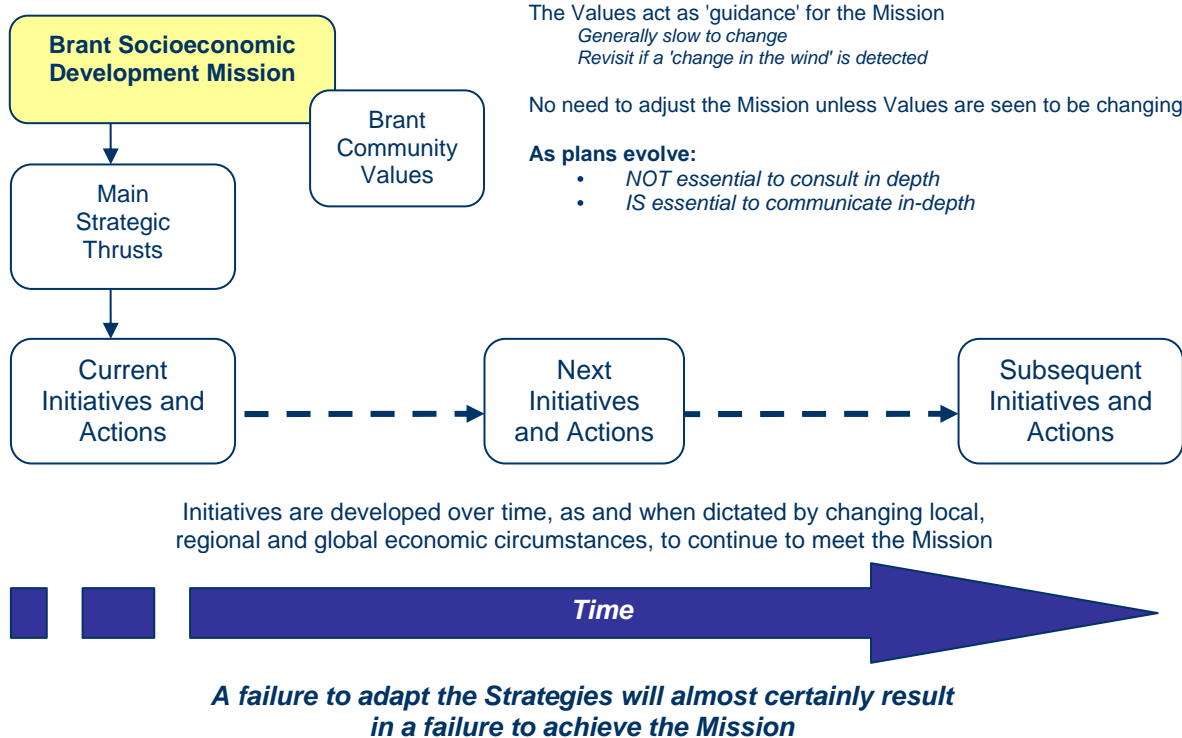 The Values act as 'guidance' for the Mission
Generally slow to change
Revisit if a 'change in the wind' is detected
No need to adjust the Mission unless Values are seen to be changing
As plans evolve:
• NOT essential to consult in depth
• IS essential to communicate in-depth
Brant Socioeconomic
Development Mission
Brant
Community
Values
Main
Strategic
Thrusts
Current
Initiatives and
Actions
Next
Initiatives
and Actions
Subsequent
Initiatives and
Actions
Initiatives are developed over time, as and when dictated by changing local,
regional and global economic circumstances, to continue to meet the Mission
Time
A failure to adapt the Strategies will almost certainly result
in a failure to achieve the Mission